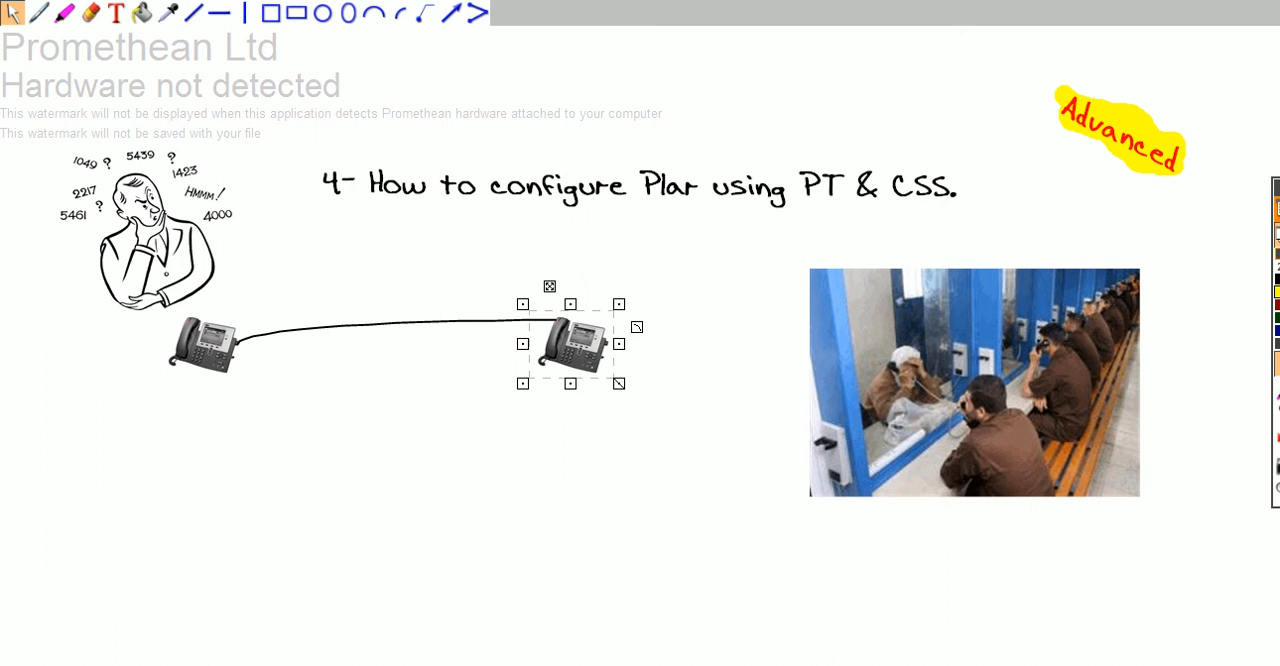 Promethean Ltd
Hardware not detected
This watermark will not be displayed when this application detects Promethean hardware attached to your computer
This watermark will not be saved with your file
Advanced
1049 ? 5439 ?
1423
2217 HMMM!
5461 ? 4000
4- How to configure Plar using PT & CSS.